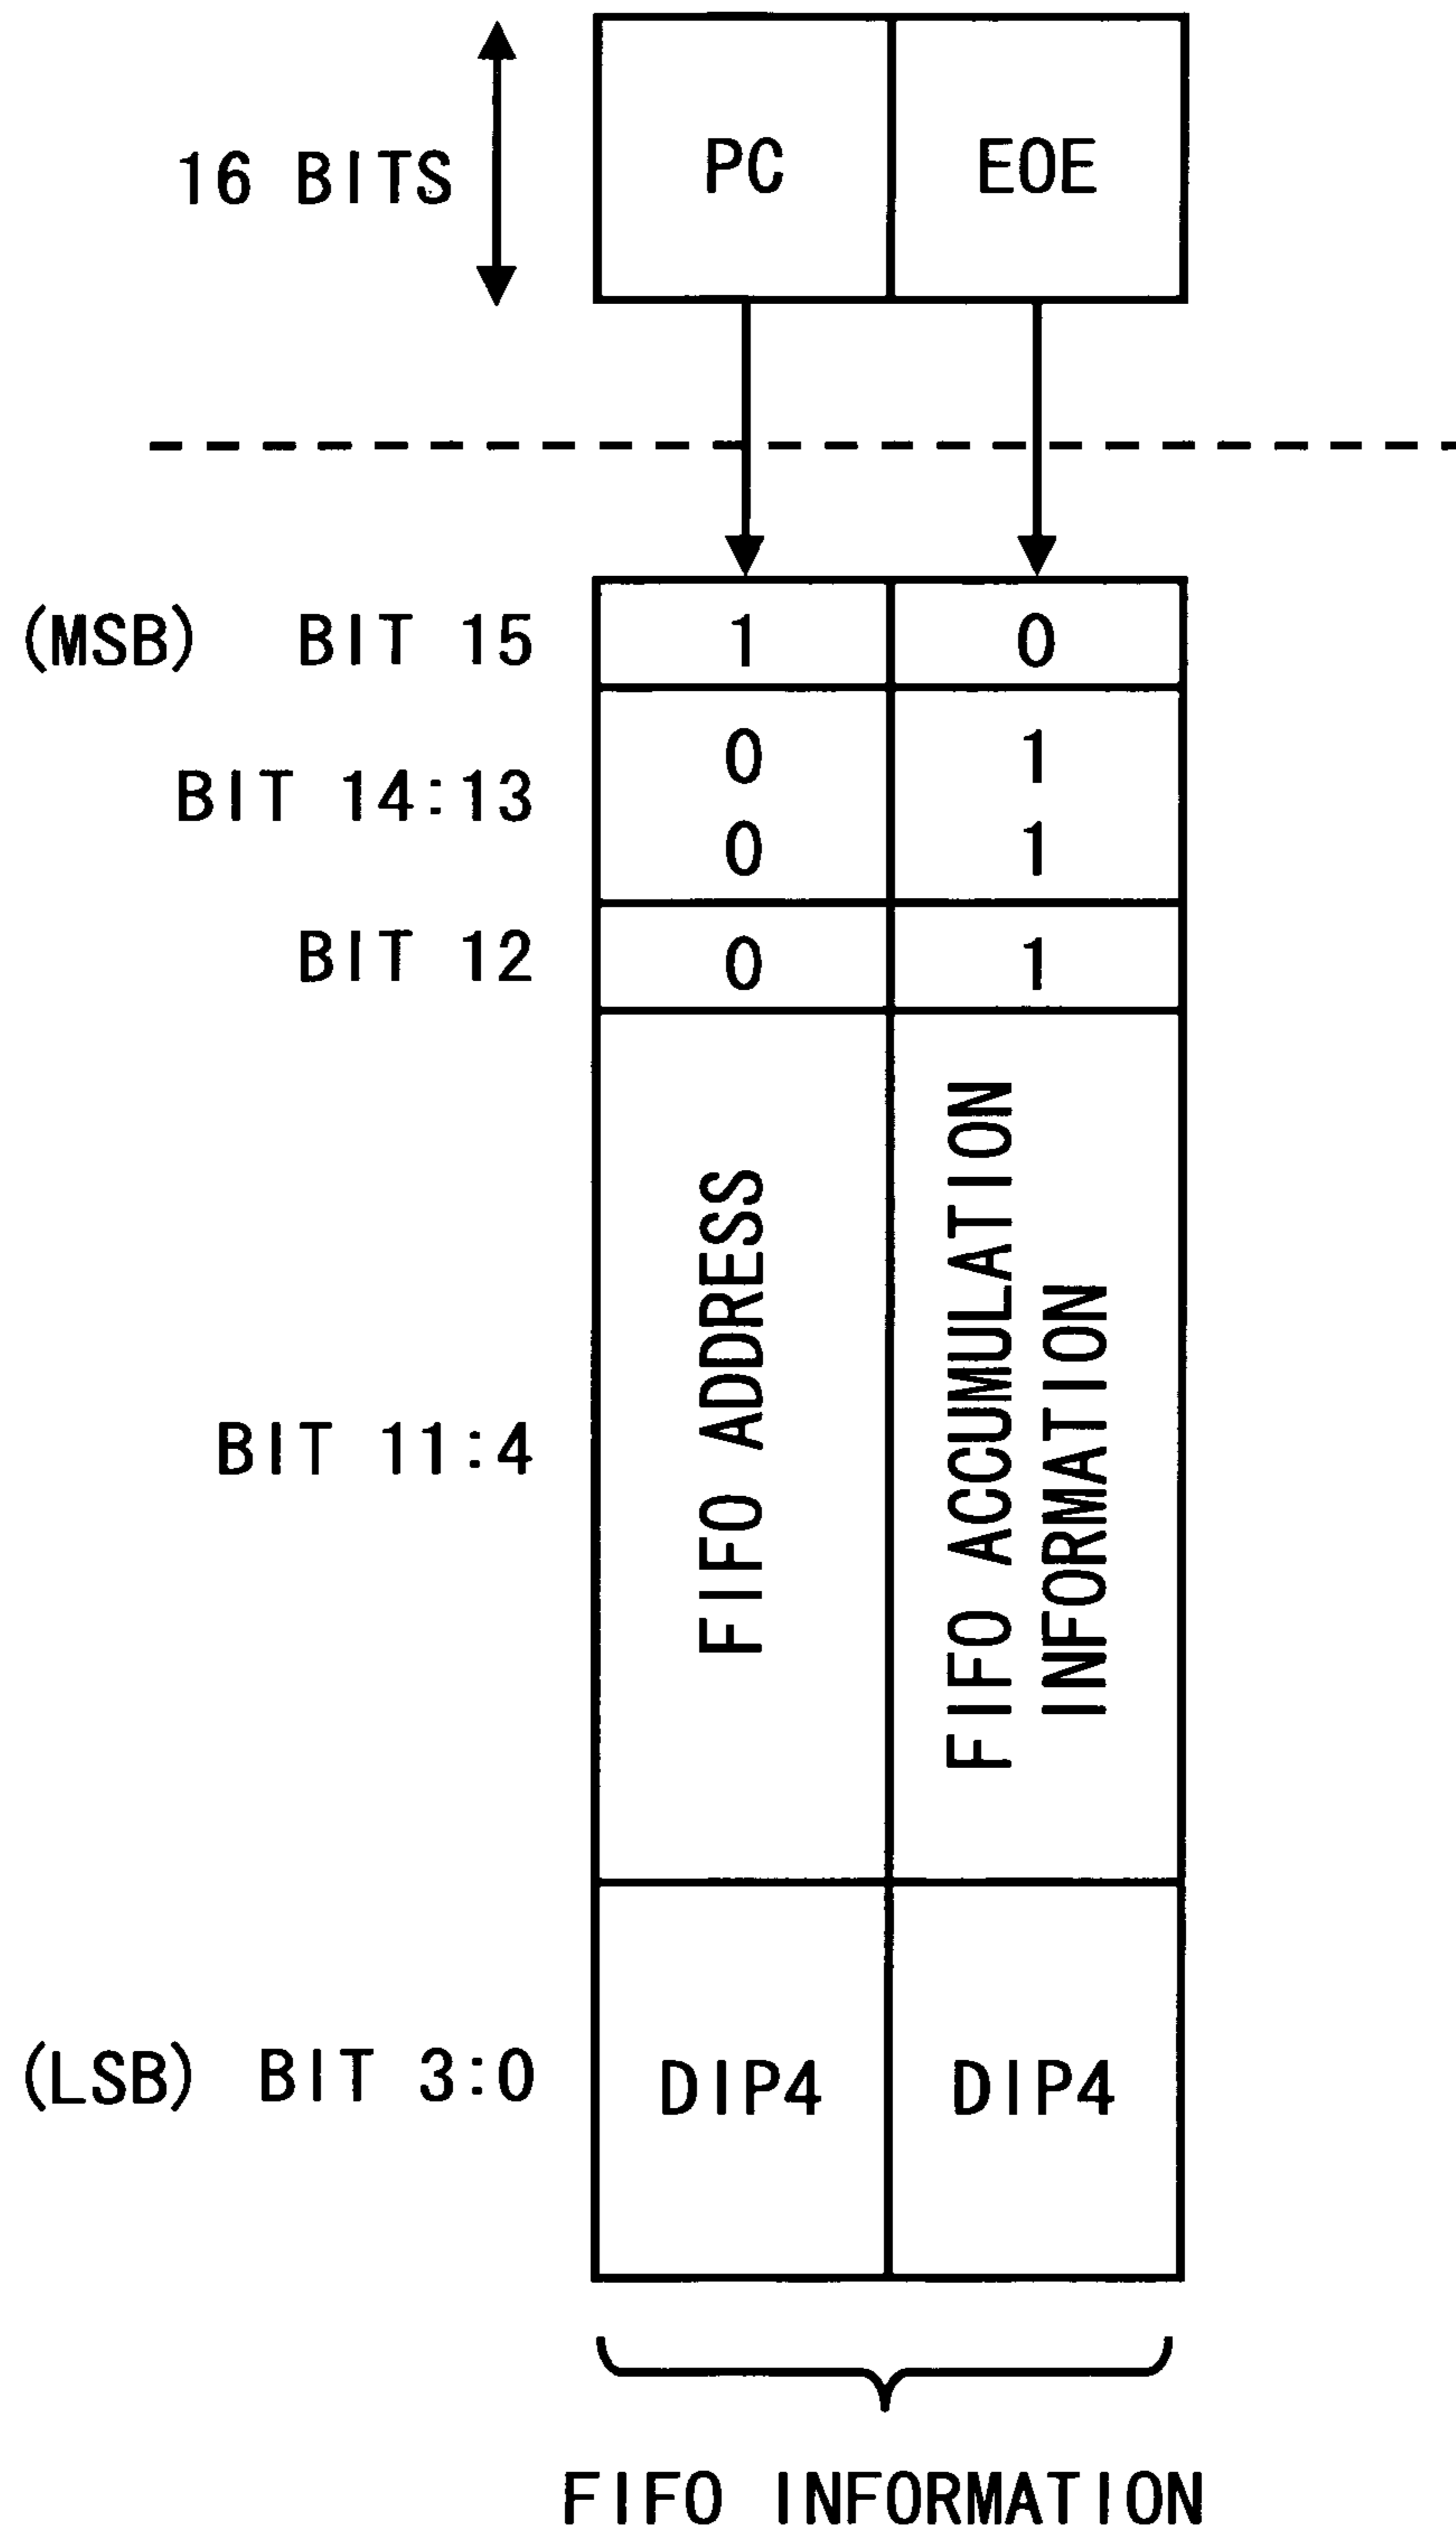 16 BITS PC EOE
(MSB) BIT 15 1 0
BIT 14:13 0 1
0 1
BIT 12 0 1
BIT 11:4 FIFO ADDRESS FIFO ACCUMULATION
INFORMATION
(LSB) BIT 3:0 DIP4 DIP4
FIFO INFORMATION